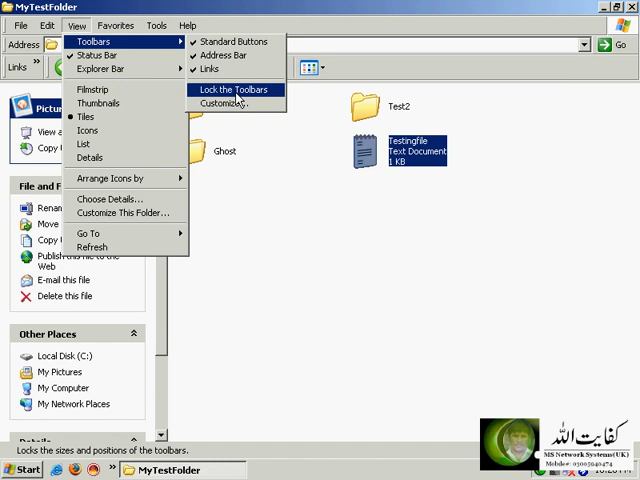 MyTestFolder
File Edit View Favorites Tools Help
Address
Links
Go
Toolbars
Status Bar
Explorer Bar
Filmstrip
Thumbnails
Tiles
Icons
List
Details
Arrange Icons by
Choose Details...
Customize This Folder...
Go To
Refresh
Standard Buttons
Address Bar
Links
Lock the Toolbars
Customize...
Test2
Ghost
Testingfile
Text Document
1 KB
Pictur
View a
Copy
File and F
Renam
Move
Copy
Publish this file to the
Web
E-mail this file
Delete this file
Other Places
Local Disk (C:)
My Pictures
My Computer
My Network Places
Details
Locks the sizes and positions of the toolbars.
Start
MyTestFolder
کفایت اللہ
MS Network Systems(UK)
Mobile# 03005040474